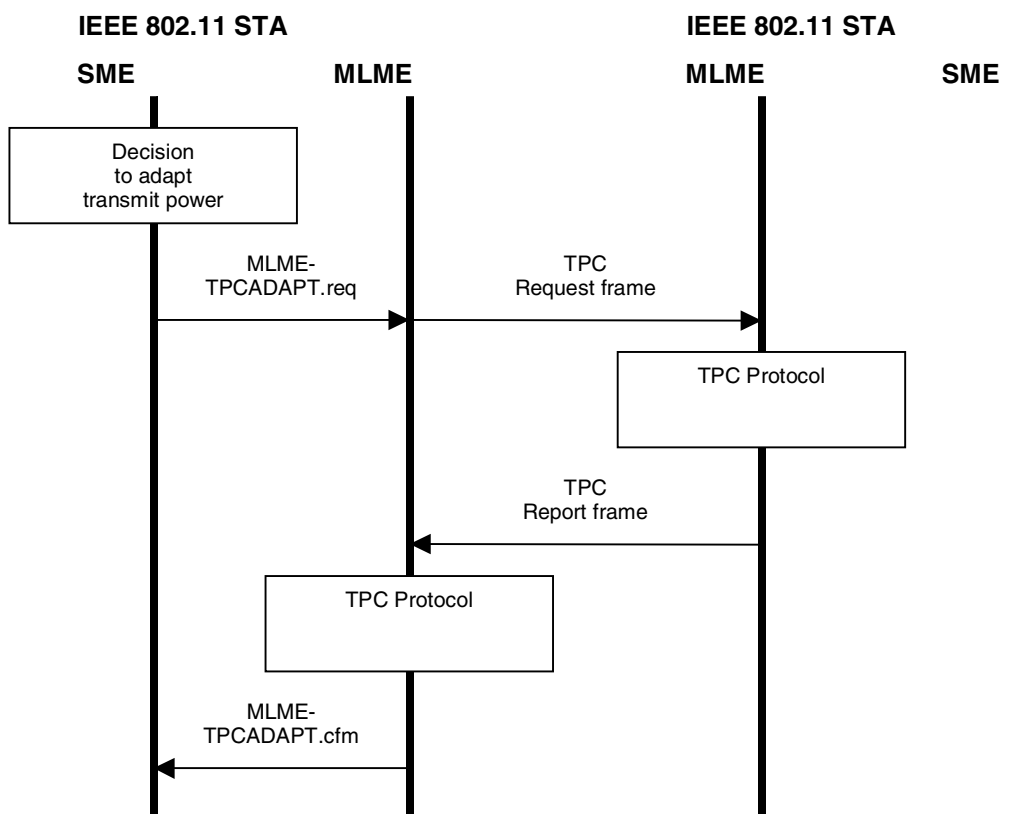 IEEE 802.11 STA
IEEE 802.11 STA
SME
MLME
MLME
SME
Decision
to adapt
transmit power
MLME-
TPCADAPT.req
TPC
Request frame
TPC Protocol
TPC
Report frame
TPC Protocol
MLME-
TPCADAPT.cfm